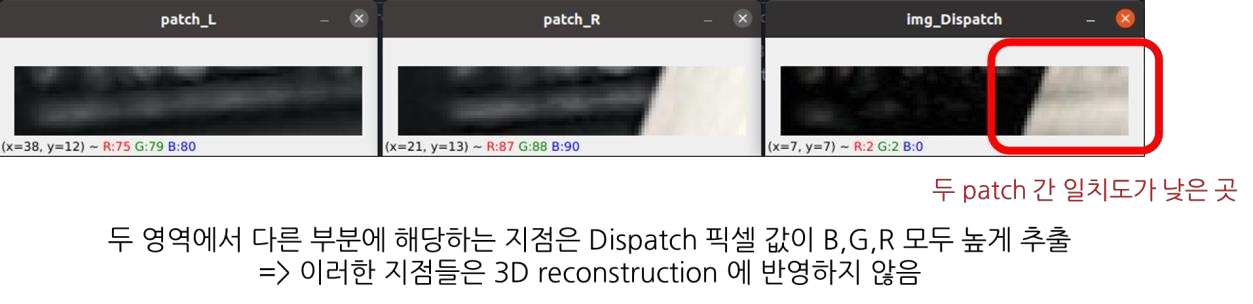 patch_L
patch_R
img_Dispatch
(x=38, y=12) ~ R:75 G:79 B:80
(x=21, y=13) ~ R:87 G:88 B:90
(x=7, y=7) ~ R:2 G:2 B:0
두 patch 간 일치도가 낮은 곳
두 영역에서 다른 부분에 해당하는 지점은 Dispatch 픽셀 값이 B,G,R 모두 높게 추출
=> 이러한 지점들은 3D reconstruction 에 반영하지 않음